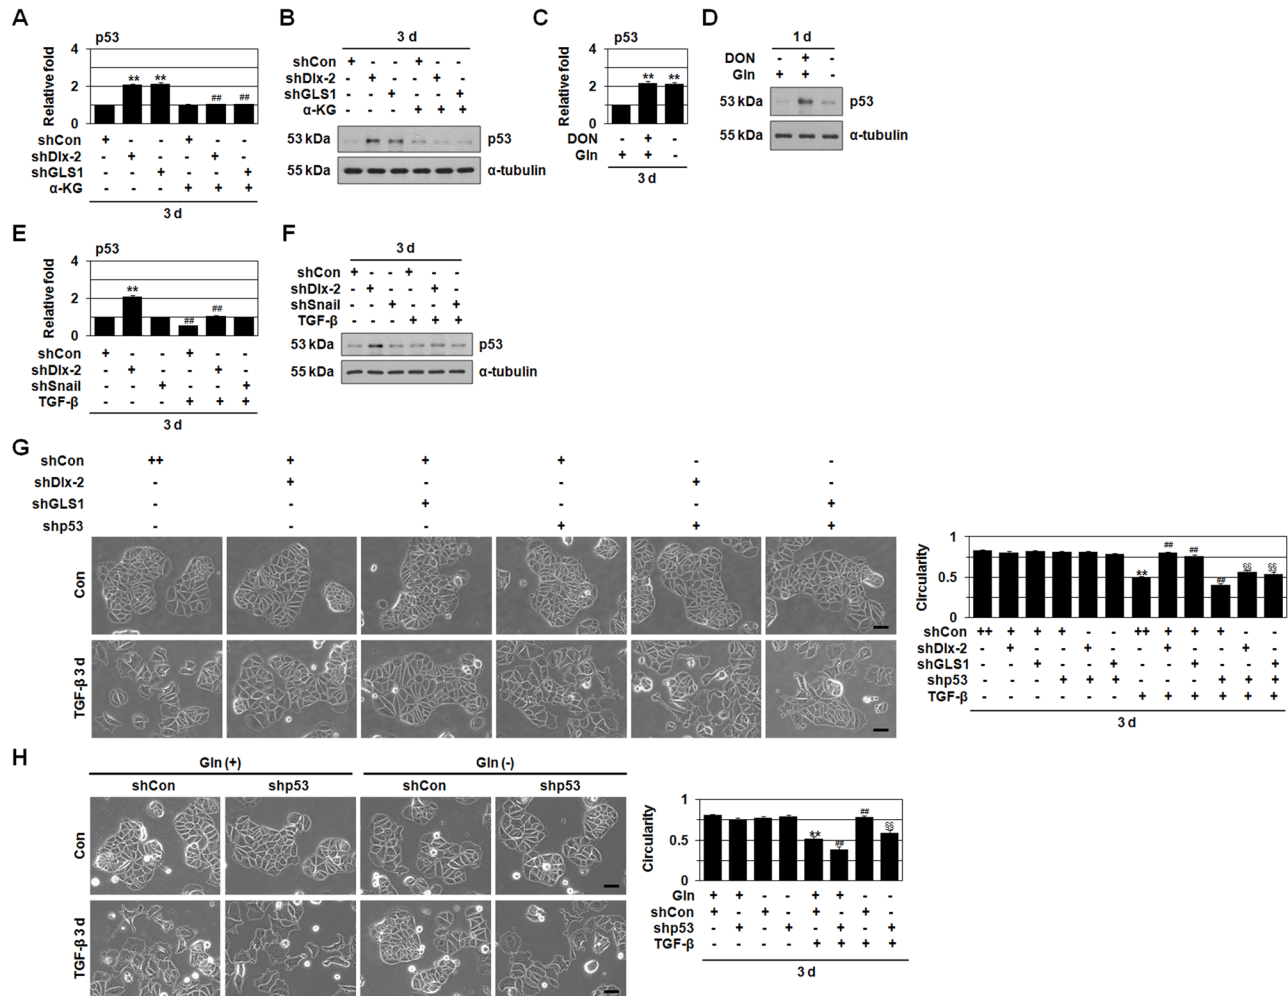 A
p53
4
2
0
Relative fold
** ** ## ##
shCon + - - + - -
shDlx-2 - + - - + -
shGLS1 - - + - - +
α-KG - - - + + +
3 d
B
3 d
shCon + - - + - -
shDlx-2 - + - - + -
shGLS1 - - + - - +
α-KG - - - + + +
53 kDa p53
55 kDa α-tubulin
C
p53
4
2
0
Relative fold
** **
DON - + -
Gln + + -
3 d
D
1 d
DON - + -
Gln + + -
53 kDa p53
55 kDa α-tubulin
E
p53
4
2
0
Relative fold
** ## ##
shCon + - - + - -
shDlx-2 - + - - + -
shSnail - - + - - +
TGF-β - - - + + +
3 d
F
3 d
shCon + - - + - -
shDlx-2 - + - - + -
shSnail - - + - - +
TGF-β - - - + + +
53 kDa p53
55 kDa α-tubulin
G
shCon ++ + + + - -
shDlx-2 - + - - + -
shGLS1 - - + - - +
shp53 - - - + + +
Con
TGF-β 3 d
1
0.5
0
Circularity
** ## ## ## §§ §§
shCon ++ + + + - - ++ + + + - -
shDlx-2 - + - - + - - + - - + -
shGLS1 - - + - - + - - + - - +
shp53 - - - + + + - - - + + +
TGF-β - - - - - - + + + + + +
3 d
H
Gln (+) Gln (-)
shCon shp53 shCon shp53
Con
TGF-β 3 d
1
0.5
0
Circularity
** ## ## §§
Gln + + - - + + - -
shCon + - + - + - + -
shp53 - + - + - + - +
TGF-β - - - - + + + +
3 d